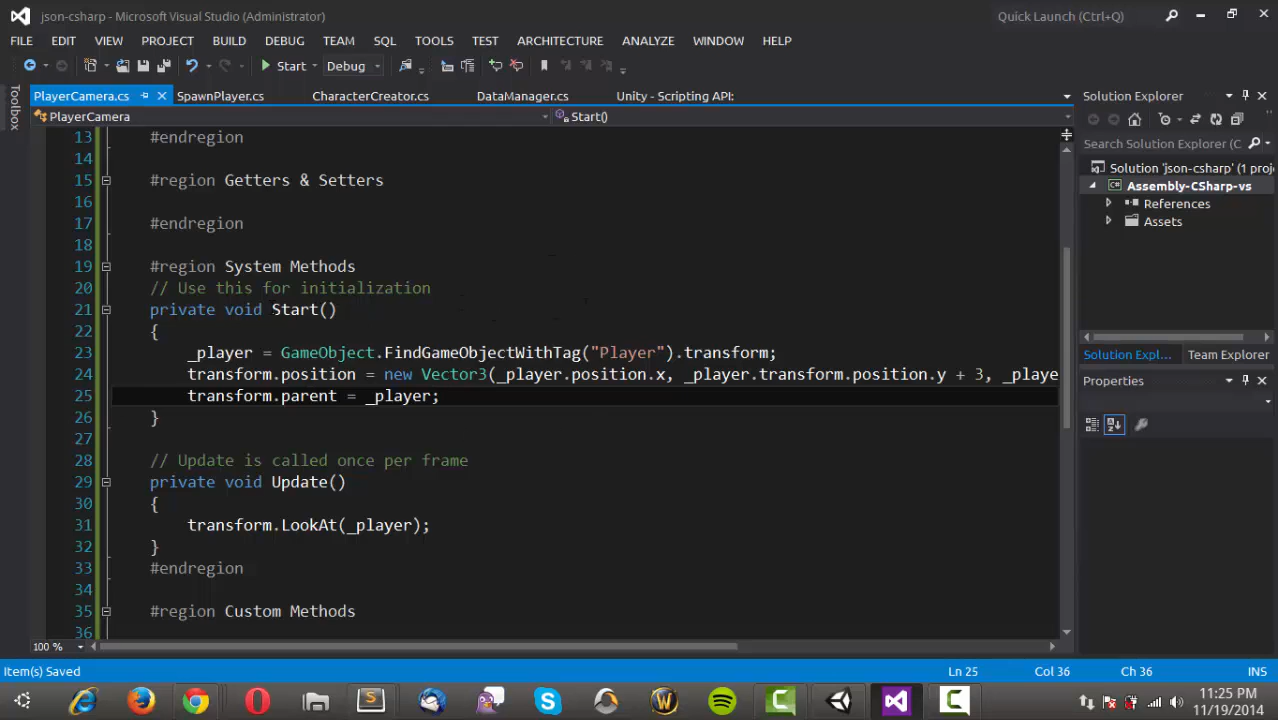 json-csharp - Microsoft Visual Studio (Administrator)
Quick Launch (Ctrl+Q)
FILE EDIT VIEW PROJECT BUILD DEBUG TEAM SQL TOOLS TEST ARCHITECTURE ANALYZE WINDOW HELP
Start Debug
Toolbox
PlayerCamera.cs SpawnPlayer.cs CharacterCreator.cs DataManager.cs Unity - Scripting API:
PlayerCamera Start()
13 #endregion
14
15 #region Getters & Setters
16
17 #endregion
18
19 #region System Methods
20 // Use this for initialization
21 private void Start()
22 {
23 _player = GameObject.FindGameObjectWithTag("Player").transform;
24 transform.position = new Vector3(_player.position.x, _player.transform.position.y + 3, _playe
25 transform.parent = _player;
26 }
27
28 // Update is called once per frame
29 private void Update()
30 {
31 transform.LookAt(_player);
32 }
33 #endregion
34
35 #region Custom Methods
36
100 %
Solution Explorer
Search Solution Explorer (C
Solution 'json-csharp' (1 proj
Assembly-CSharp-vs
References
Assets
Solution Expl... Team Explorer
Properties
Item(s) Saved Ln 25 Col 36 Ch 36 INS
11:25 PM
11/19/2014